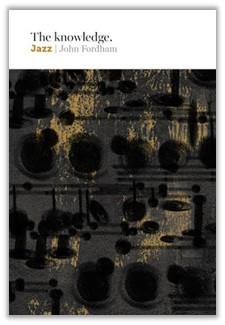 The knowledge.
Jazz | John Fordham